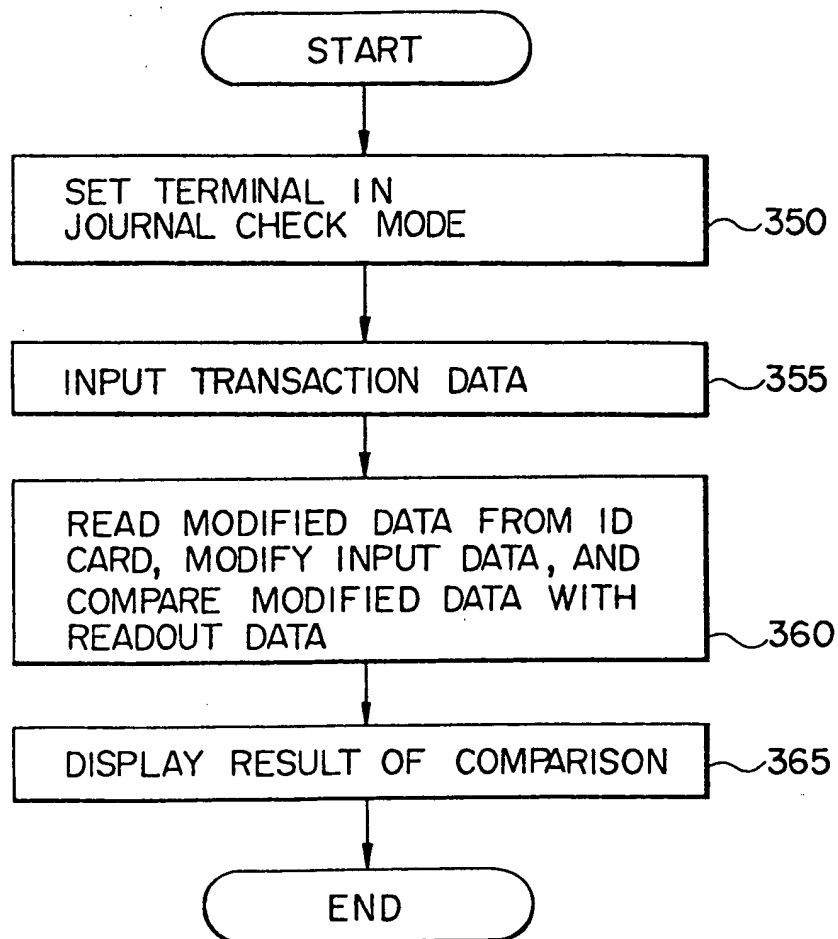 START
SET TERMINAL IN
JOURNAL CHECK MODE
350
INPUT TRANSACTION DATA
355
READ MODIFIED DATA FROM ID
CARD, MODIFY INPUT DATA, AND
COMPARE MODIFIED DATA WITH
READOUT DATA
360
DISPLAY RESULT OF COMPARISON
365
END